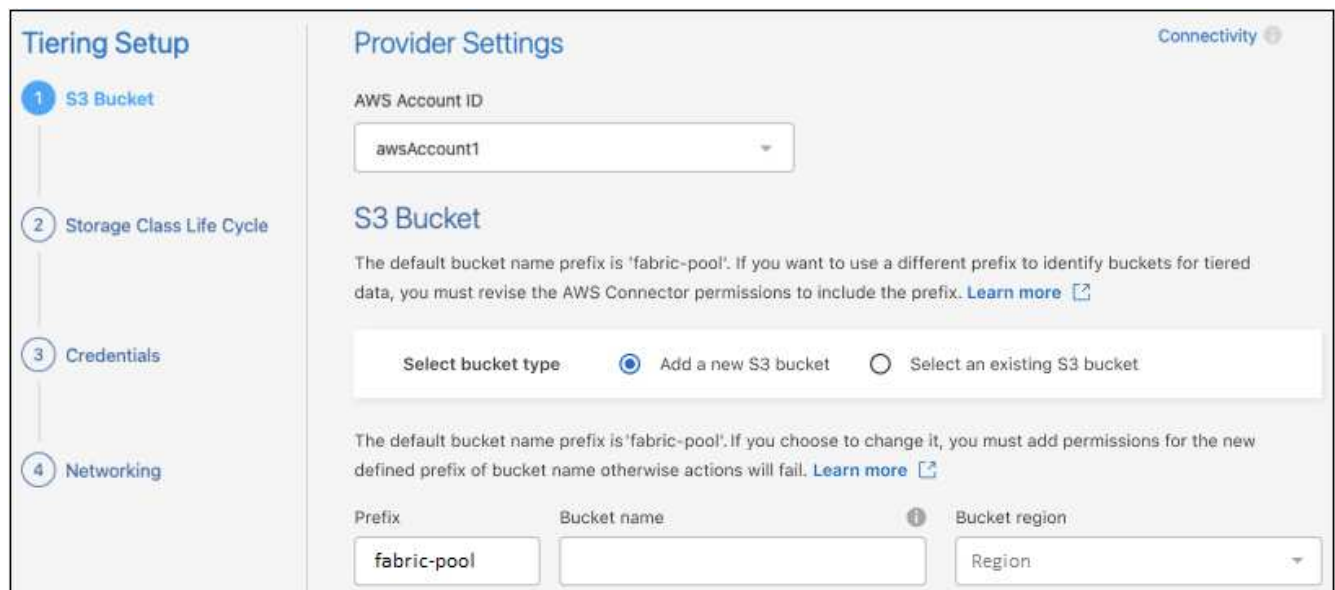 Tiering Setup
1 S3 Bucket
2 Storage Class Life Cycle
3 Credentials
4 Networking
Provider Settings
Connectivity
AWS Account ID
awsAccount1
S3 Bucket
The default bucket name prefix is 'fabric-pool'. If you want to use a different prefix to identify buckets for tiered
data, you must revise the AWS Connector permissions to include the prefix. Learn more
Select bucket type Add a new S3 bucket Select an existing S3 bucket
The default bucket name prefix is 'fabric-pool'. If you choose to change it, you must add permissions for the new
defined prefix of bucket name otherwise actions will fail. Learn more
Prefix Bucket name Bucket region
fabric-pool Region